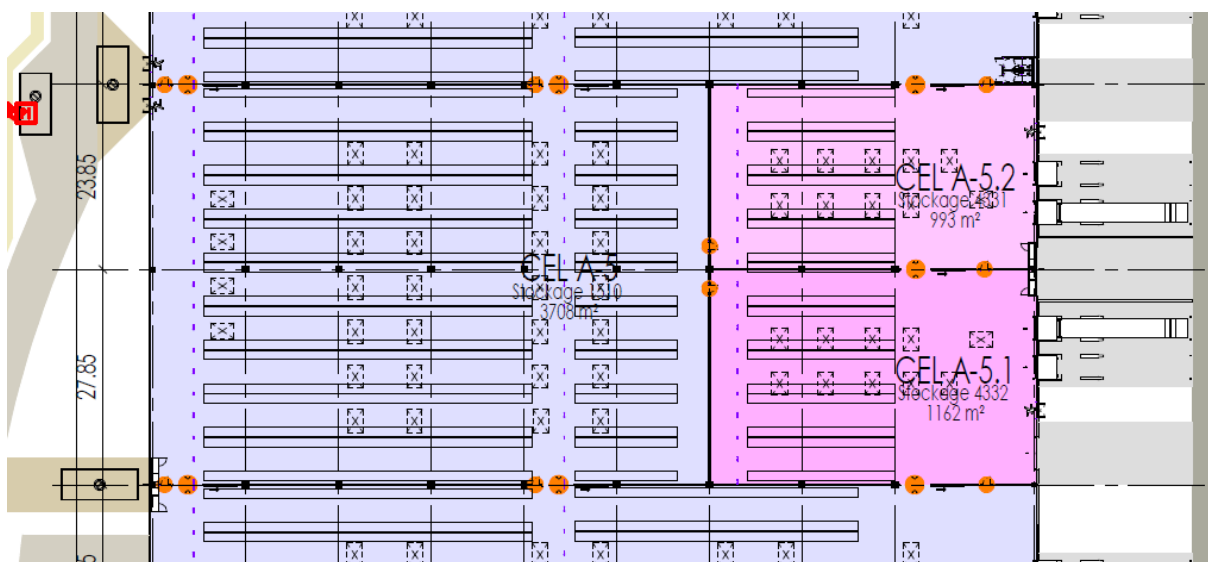 23.85
CEL A-5.2
Stockage 4331
993 m²
CEL A-5
Stockage 1510
3708 m²
27.85
CEL A-5.1
Stockage 4332
1162 m²